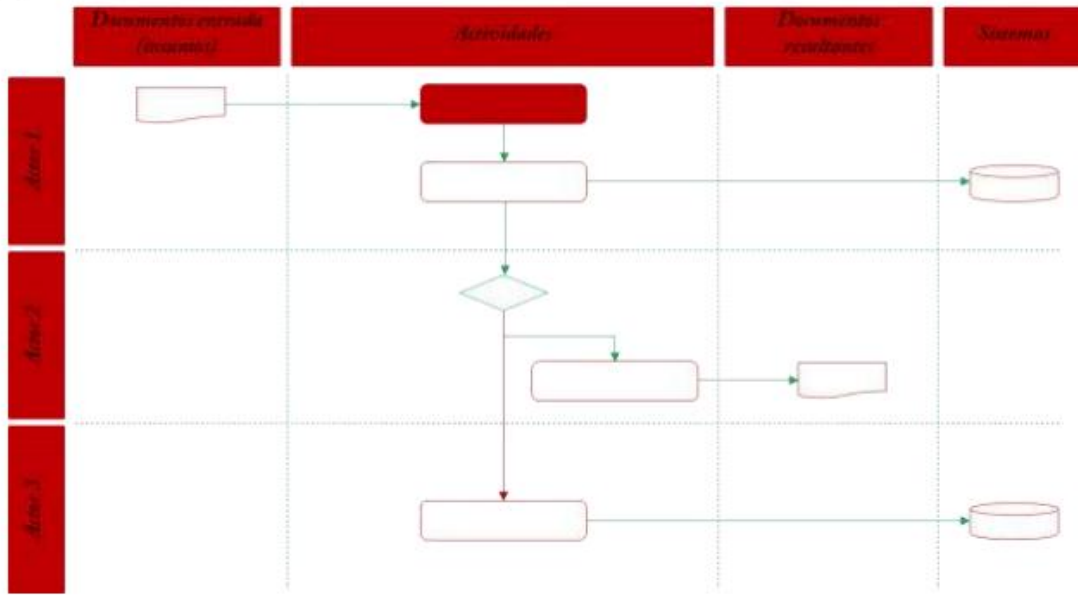 Documentos entrada
(insumos)
Actividades
Documentos
resultantes
Sistemas
Actor 1
Actor 2
Actor 3